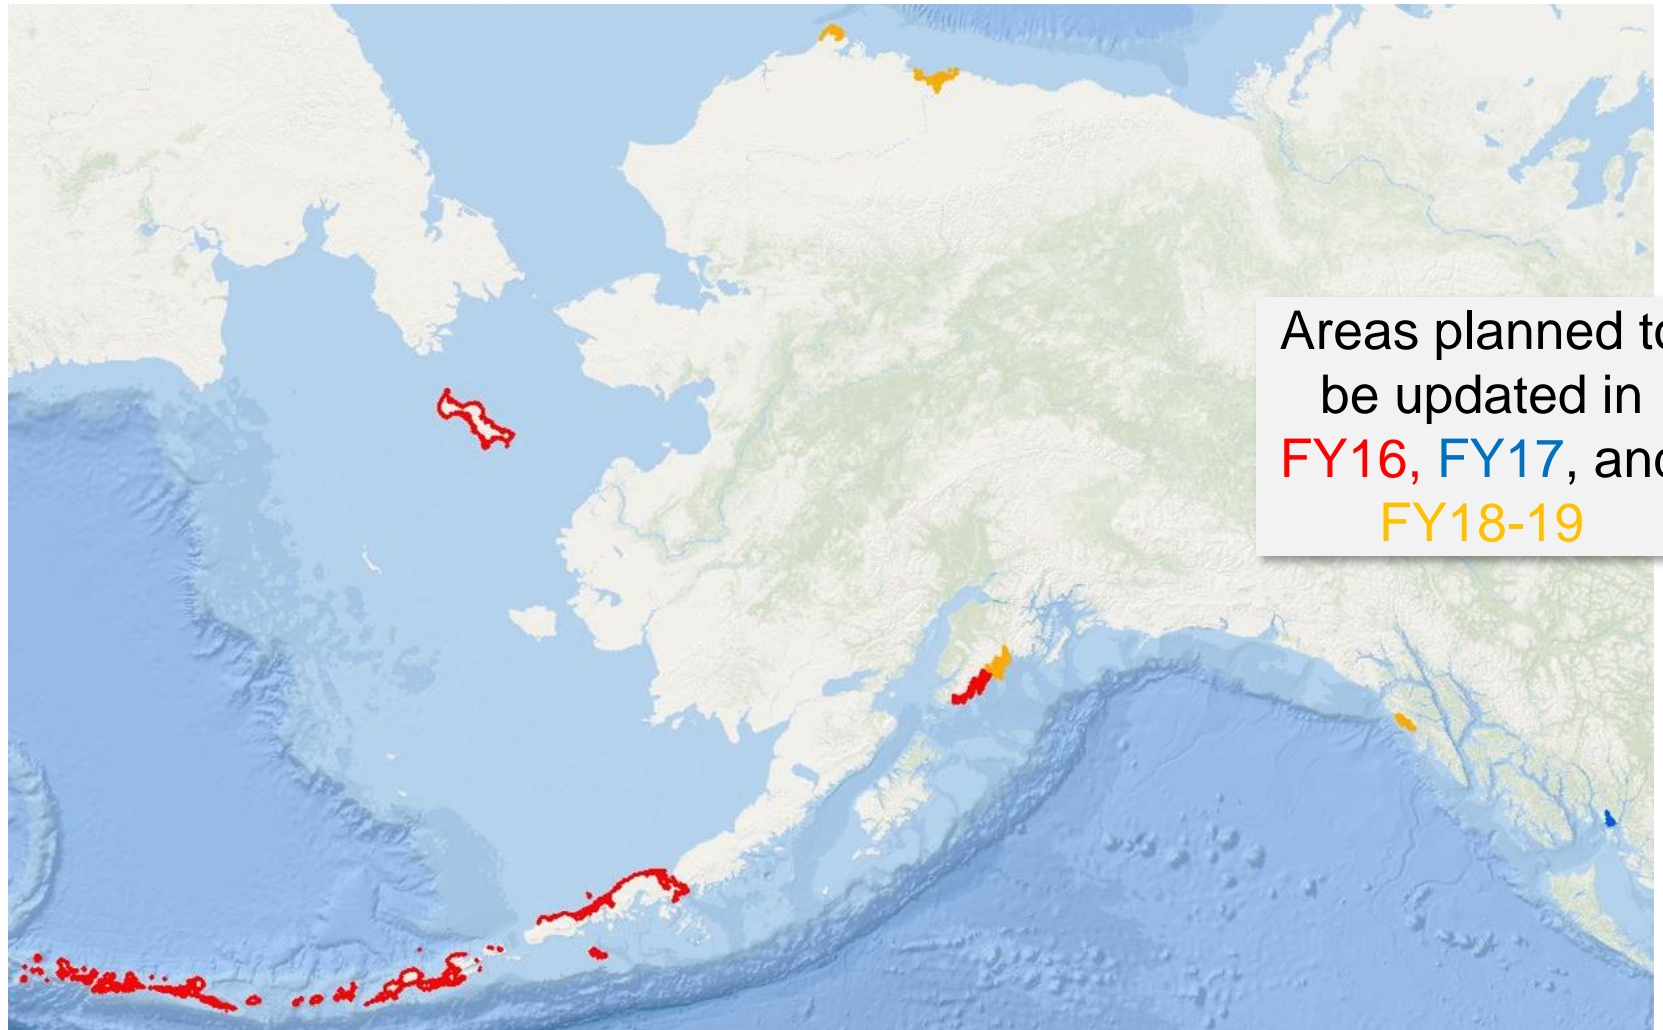 Areas planned to
be updated in
FY16, FY17, and
FY18-19